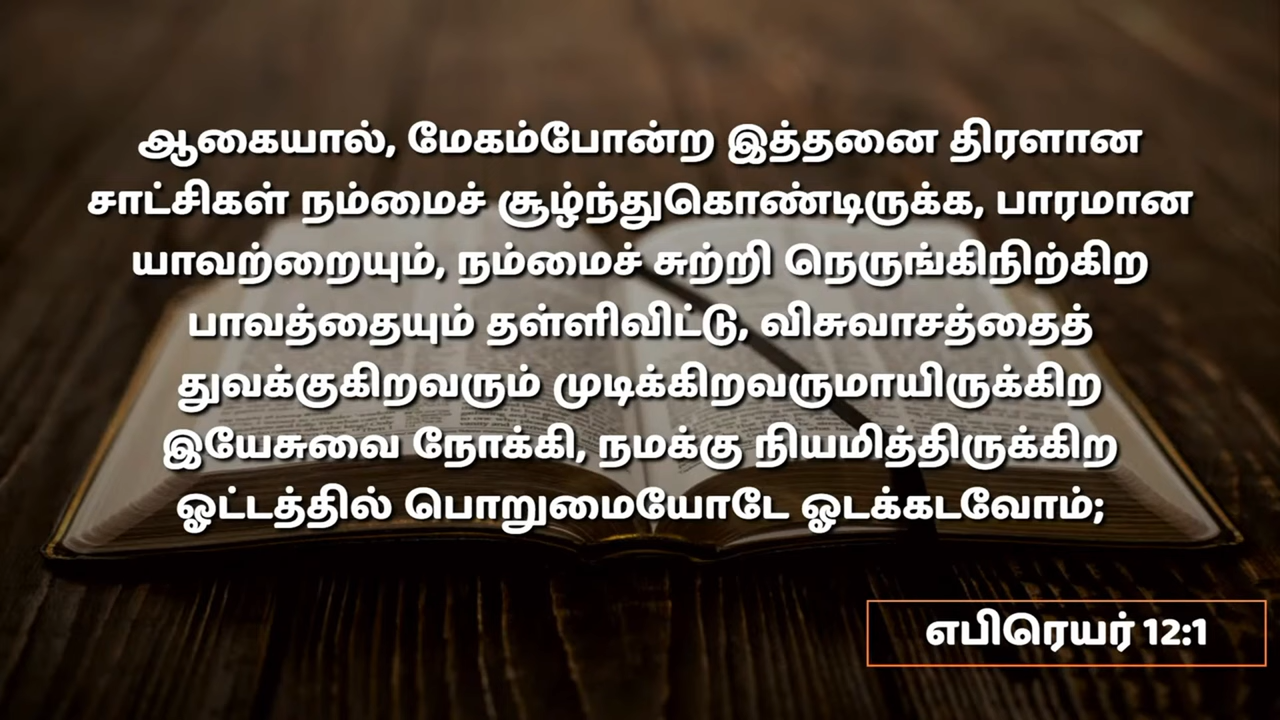 ஆகையால், மேகம்போன்ற இத்தனை திரளான
சாட்சிகள் நம்மைச் சூழ்ந்துகொண்டிருக்க, பாரமான
யாவற்றையும், நம்மைச் சுற்றி நெருங்கிநிற்கிற
பாவத்தையும் தள்ளிவிட்டு, விசுவாசத்தைத்
துவக்குகிறவரும் முடிக்கிறவருமாயிருக்கிற
இயேசுவை நோக்கி, நமக்கு நியமித்திருக்கிற
ஓட்டத்தில் பொறுமையோடே ஓடக்கடவோம்;
எபிரெயர் 12:1